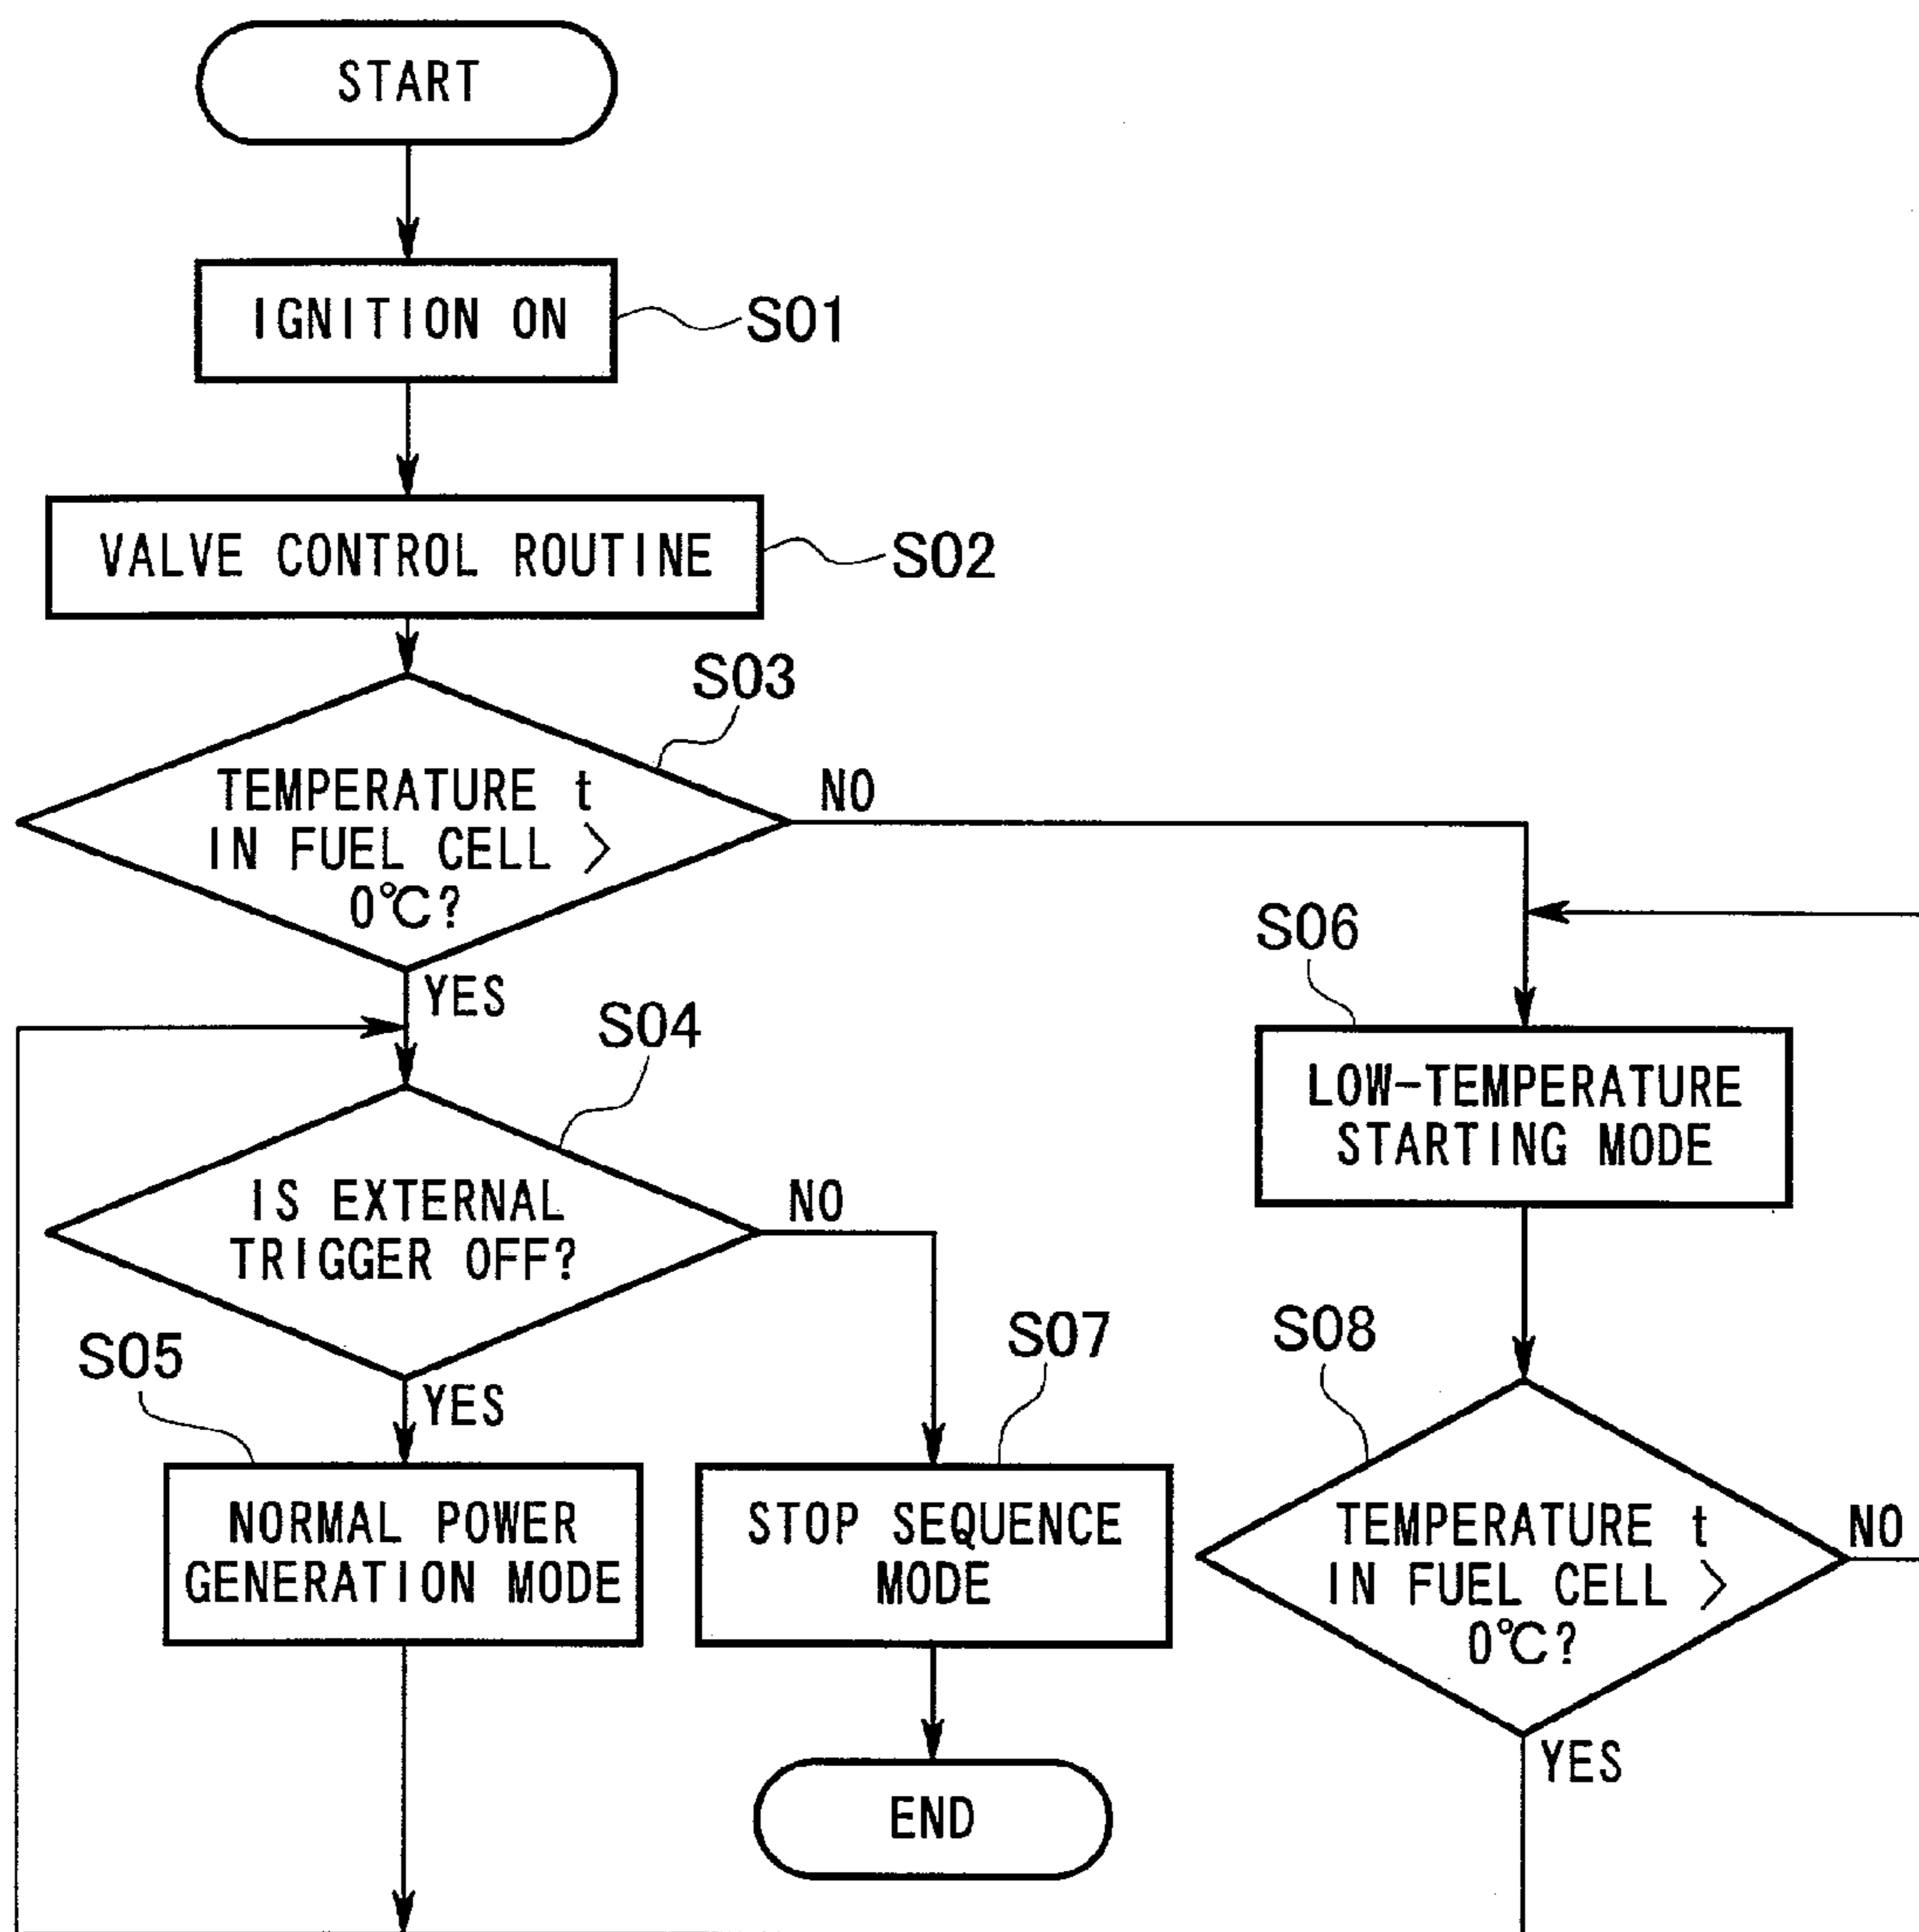 START
IGNITION ON
S01
VALVE CONTROL ROUTINE
S02
S03
TEMPERATURE t
IN FUEL CELL >
0℃?
NO
YES
S04
IS EXTERNAL
TRIGGER OFF?
NO
YES
S05
NORMAL POWER
GENERATION MODE
S07
STOP SEQUENCE
MODE
END
S06
LOW-TEMPERATURE
STARTING MODE
S08
TEMPERATURE t
IN FUEL CELL >
0℃?
NO
YES